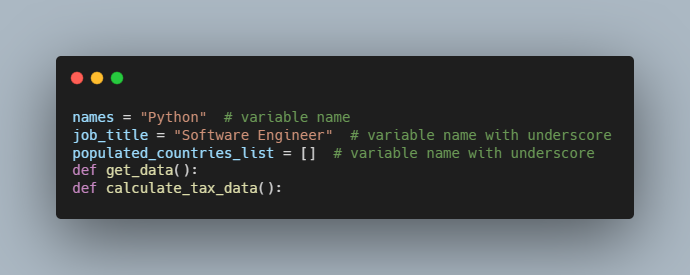 names = "Python"  # variable name
job_title = "Software Engineer"  # variable name with underscore
populated_countries_list = []  # variable name with underscore
def get_data():
def calculate_tax_data():